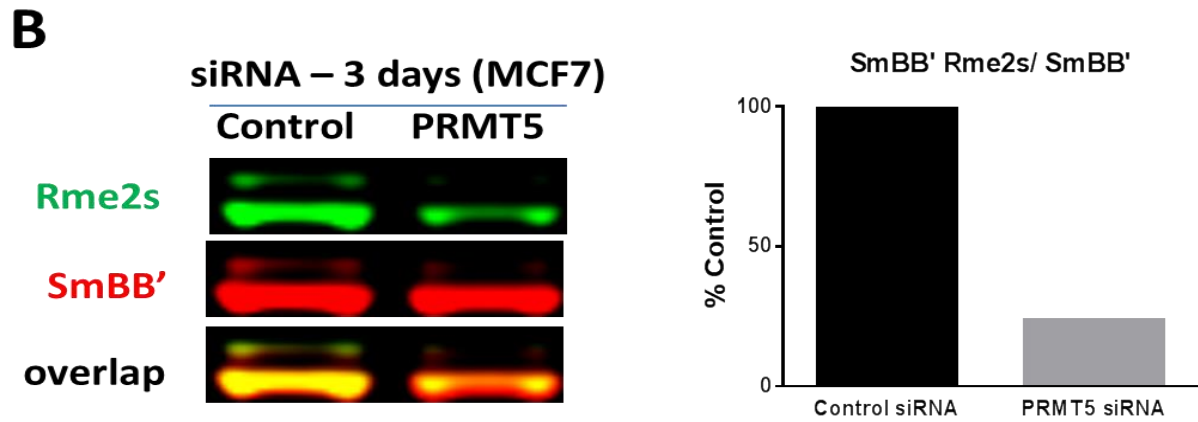 B
siRNA – 3 days (MCF7)
Control PRMT5
Rme2s
SmBB’
overlap
SmBB' Rme2s/ SmBB'
% Control
100
50
0
Control siRNA PRMT5 siRNA